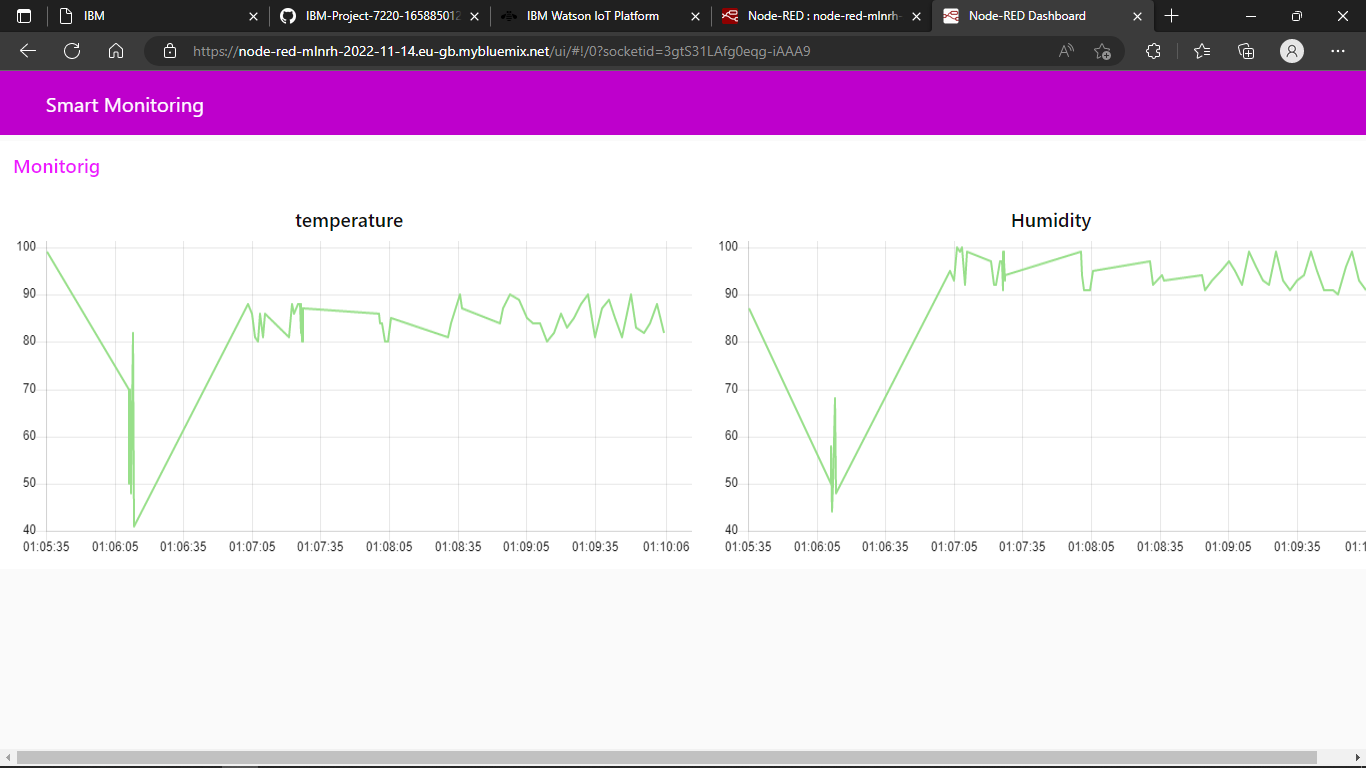 IBM
IBM-Project-7220-165885012
IBM Watson IoT Platform
Node-RED : node-red-mlnrh-
Node-RED Dashboard
https://node-red-mlnrh-2022-11-14.eu-gb.mybluemix.net/ui/#!/0?socketid=3gtS31LAfg0eqg-iAAA9
Smart Monitoring
Monitorig
temperature
100
90
80
70
60
50
40
01:05:35 01:06:05 01:06:35 01:07:05 01:07:35 01:08:05 01:08:35 01:09:05 01:09:35 01:10:06
Humidity
100
90
80
70
60
50
40
01:05:35 01:06:05 01:06:35 01:07:05 01:07:35 01:08:05 01:08:35 01:09:05 01:09:35 01:1